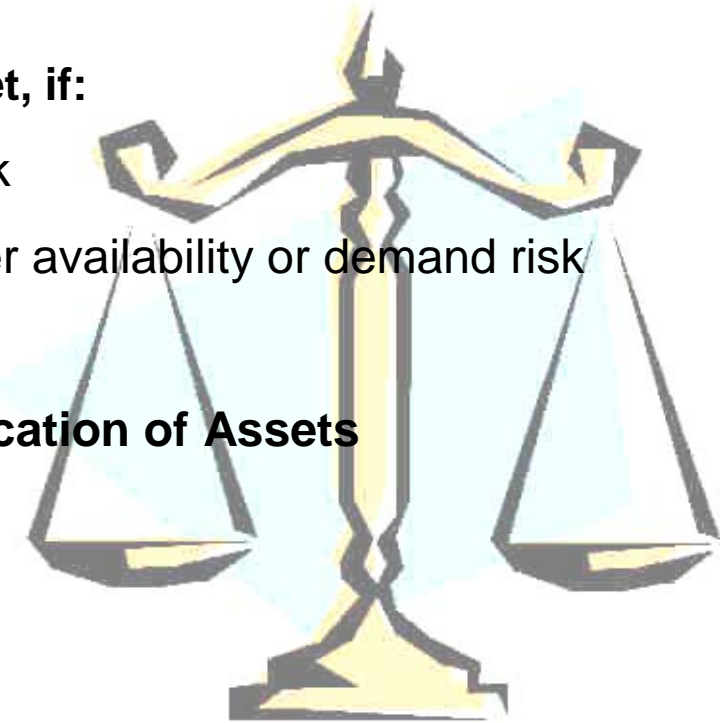 et, if:
k
er availability or demand risk
cation of Assets